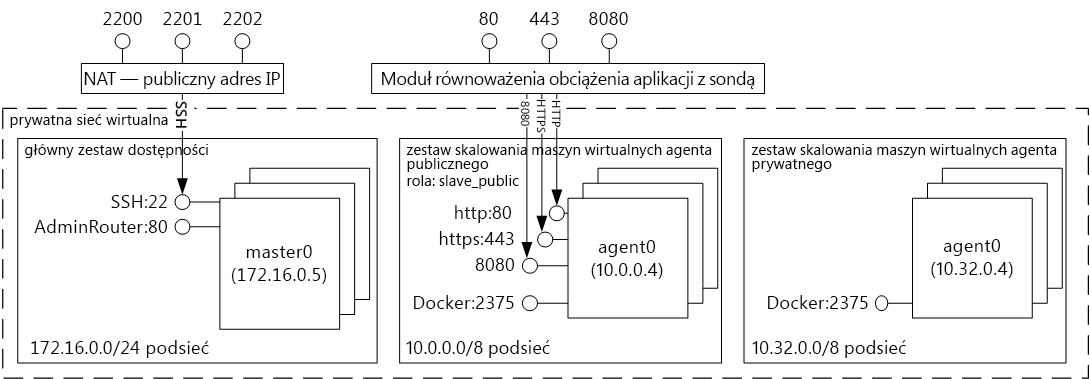 2200 2201 2202
80 443 8080
NAT — publiczny adres IP
Moduł równoważenia obciążenia aplikacji z sondą
SSH
8080
HTTPS
HTTP
prywatna sieć wirtualna
główny zestaw dostępności
SSH:22
AdminRouter:80
master0
(172.16.0.5)
172.16.0.0/24 podsieć
zestaw skalowania maszyn wirtualnych agenta
publicznego
rola: slave_public
http:80
https:443
8080
Docker:2375
agent0
(10.0.0.4)
10.0.0.0/8 podsieć
zestaw skalowania maszyn wirtualnych agenta
prywatnego
agent0
(10.32.0.4)
Docker:2375
10.32.0.0/8 podsieć